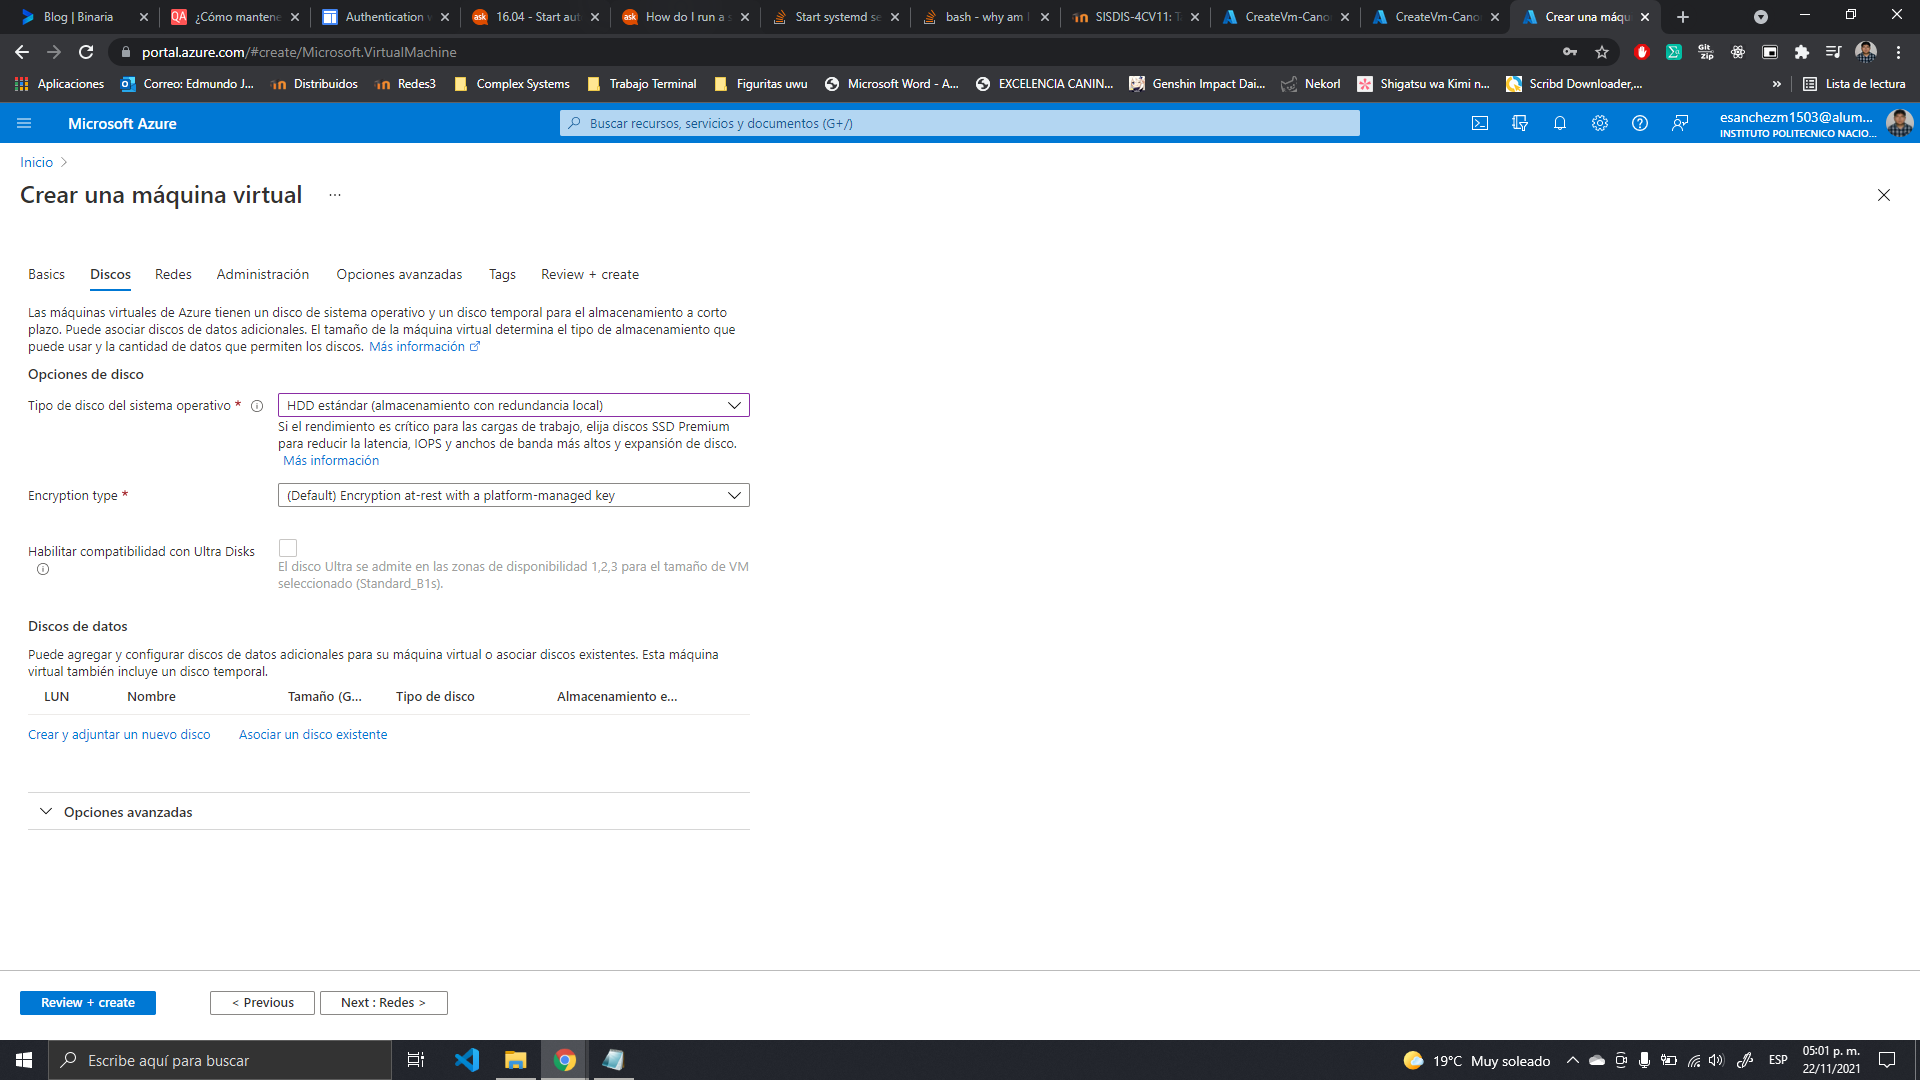 Blog | Binaria
QA
¿Cómo mantene
Authentication
ask
16.04 - Start aut
ask
How do I run a s
Start systemd se
bash - why am I
SISDIS-4CV11: T
CreateVm-Cano
CreateVm-Cano
Crear una máqu
portal.azure.com/#create/Microsoft.VirtualMachine
Git zip
Aplicaciones
Correo: Edmundo J...
Distribuidos
Redes3
Complex Systems
Trabajo Terminal
Figuritas uwu
Microsoft Word - A...
EXCELENCIA CANIN...
Genshin Impact Dai...
Nekorl
Shigatsu wa Kimi n...
Scribd Downloader,...
»
Lista de lectura
Microsoft Azure
Buscar recursos, servicios y documentos (G+/)
esanchezm1503@alum...
INSTITUTO POLITECNICO NACIO...
Inicio >
Crear una máquina virtual ...
Basics
Discos
Redes
Administración
Opciones avanzadas
Tags
Review + create
Las máquinas virtuales de Azure tienen un disco de sistema operativo y un disco temporal para el almacenamiento a corto
plazo. Puede asociar discos de datos adicionales. El tamaño de la máquina virtual determina el tipo de almacenamiento que
puede usar y la cantidad de datos que permiten los discos. Más información
Opciones de disco
Tipo de disco del sistema operativo *
HDD estándar (almacenamiento con redundancia local)
Si el rendimiento es crítico para las cargas de trabajo, elija discos SSD Premium
para reducir la latencia, IOPS y anchos de banda más altos y expansión de disco.
Más información
Encryption type *
(Default) Encryption at-rest with a platform-managed key
Habilitar compatibilidad con Ultra Disks
El disco Ultra se admite en las zonas de disponibilidad 1,2,3 para el tamaño de VM
seleccionado (Standard_B1s).
Discos de datos
Puede agregar y configurar discos de datos adicionales para su máquina virtual o asociar discos existentes. Esta máquina
virtual también incluye un disco temporal.
LUN
Nombre
Tamaño (G...
Tipo de disco
Almacenamiento e...
Crear y adjuntar un nuevo disco
Asociar un disco existente
Opciones avanzadas
Review + create
< Previous
Next : Redes >
Escribe aquí para buscar
19°C Muy soleado
ESP
05:01 p. m.
22/11/2021